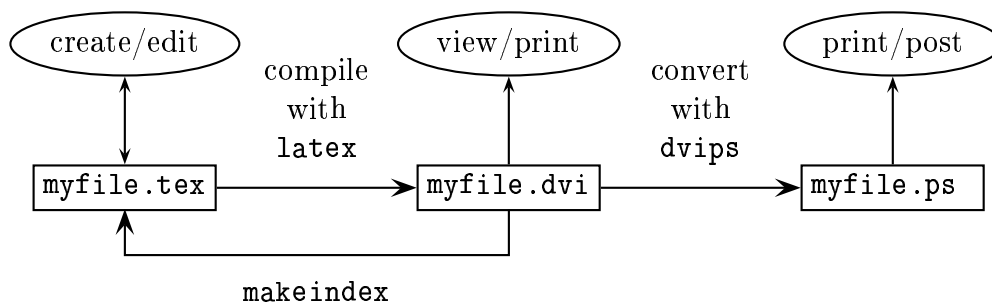 create/edit
view/print
print/post
compile
with
latex
convert
with
dvips
myfile.tex
myfile.dvi
myfile.ps
makeindex